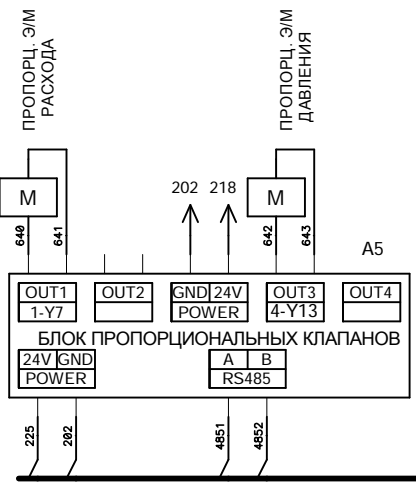 ПРОПОРЦ. Э/М
РАСХОДА
ПРОПОРЦ. Э/М
ДАВЛЕНИЯ
M
202 218
M
640
641
642
643
A5
OUT1
OUT2
GND 24V
OUT3
OUT4
1-Y7
POWER
4-Y13
БЛОК ПРОПОРЦИОНАЛЬНЫХ КЛАПАНОВ
24V GND
A B
POWER
RS485
225
202
4851
4852